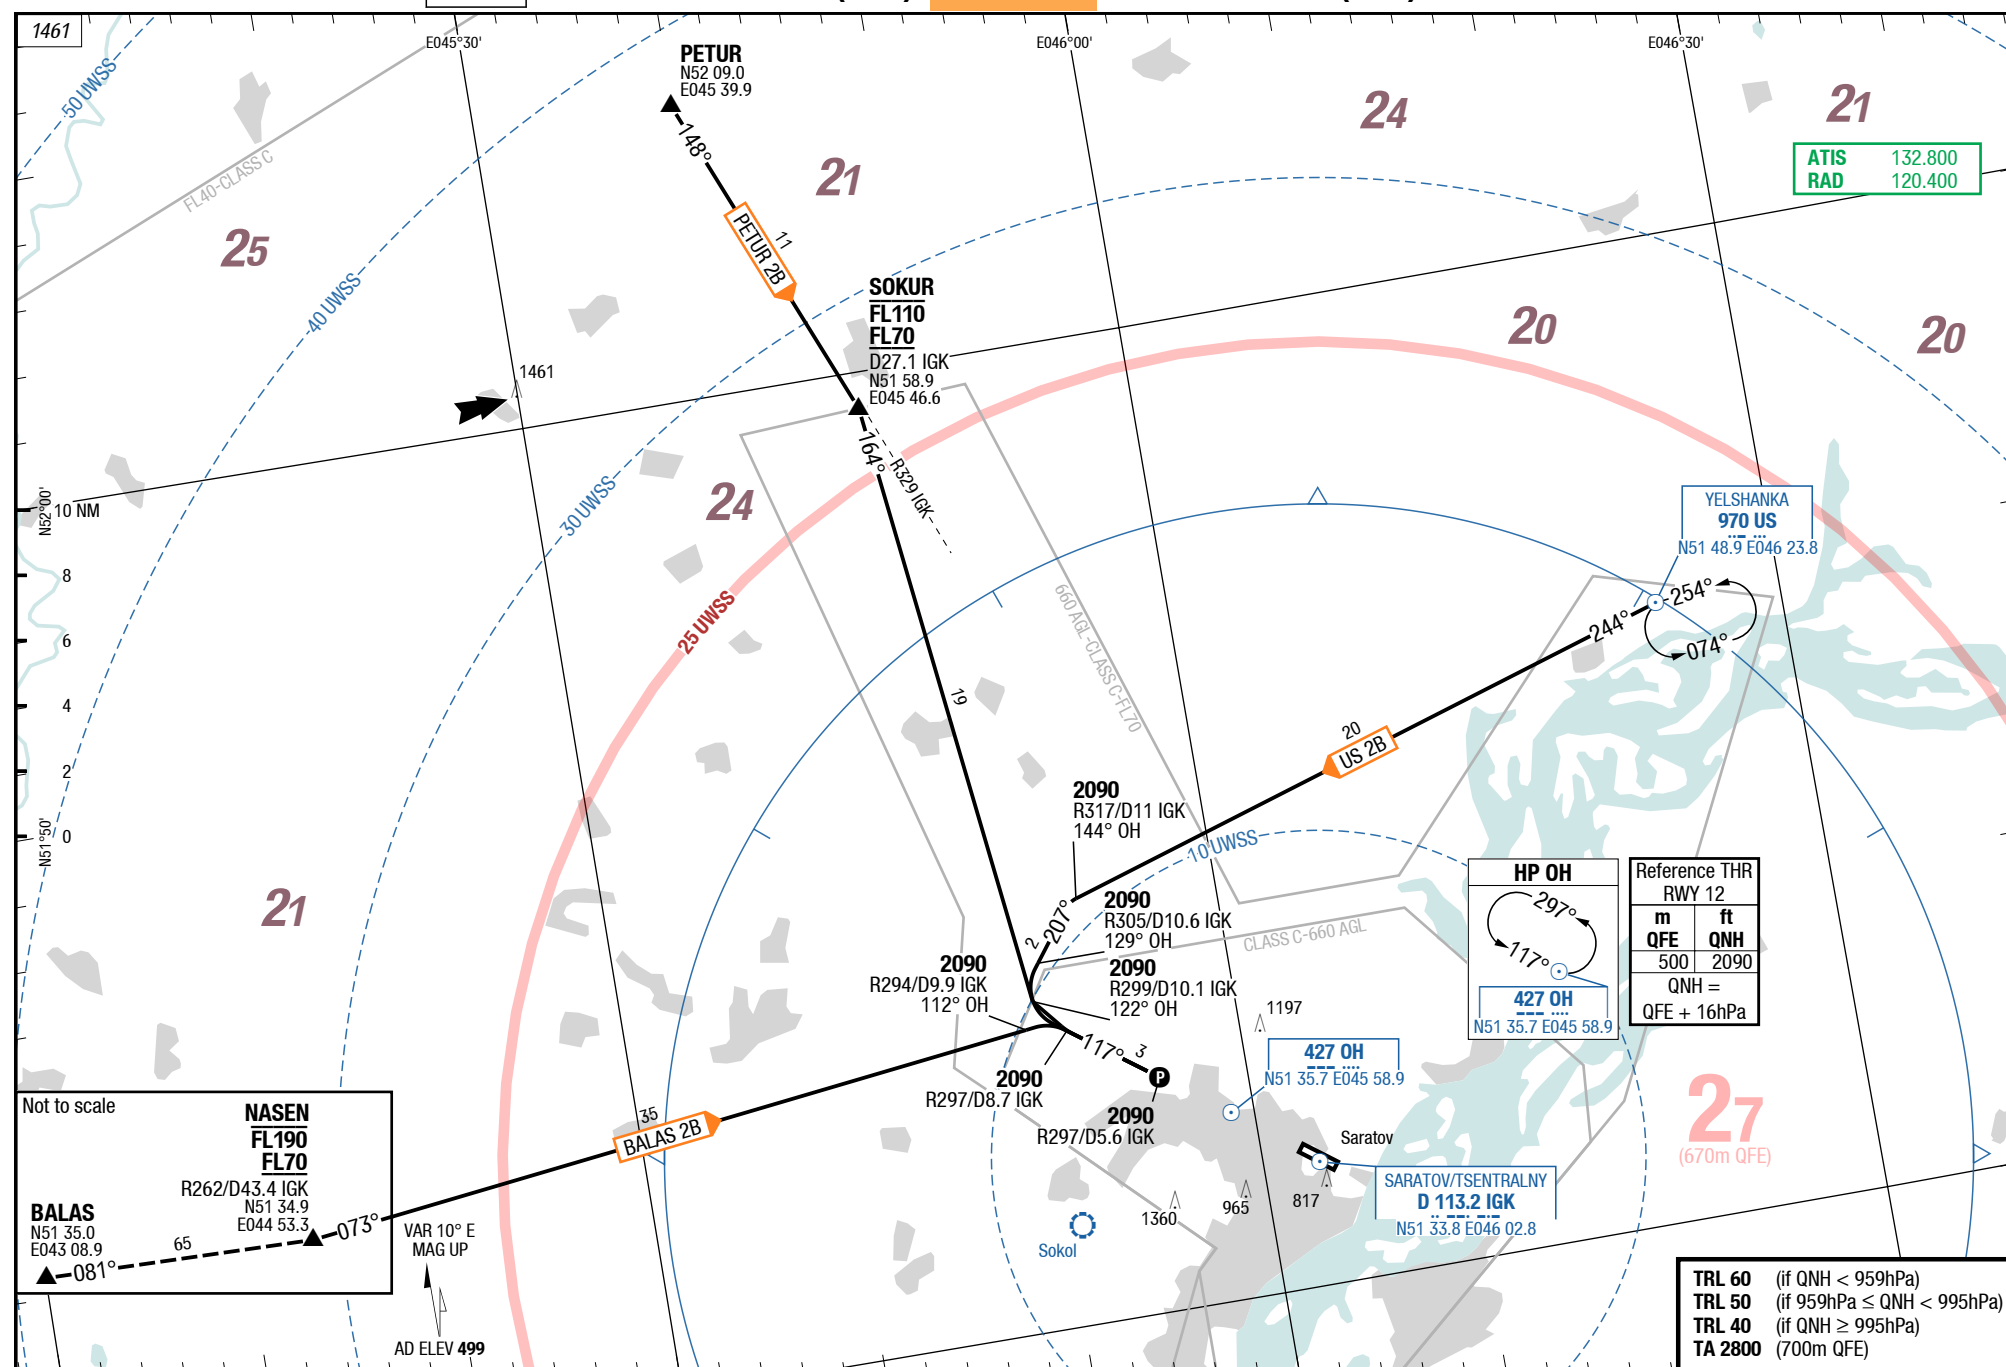 1461
E045°30'
E046°00'
E046°30'
50 UWSS
PETUR
N52 09.0
E045 39.9
148°
21
24
21
ATIS 132.800
RAD 120.400
FL40-CLASS C
25
PETUR 2B
11
40 UWSS
SOKUR
FL110
FL70
D27.1 IGK
N51 58.9
E045 46.6
20
20
1461
164°
R329 IGK
24
30 UWSS
N52°00'
10 NM
8
6
4
2
0
N51°50'
YELSHANKA
970 US
N51 48.9 E046 23.8
254°
244°
074°
25 UWSS
660 AGL-CLASS C-FL70
19
20
US 2B
2090
R317/D11 IGK
144° OH
10 UWSS
207°
2
2090
R305/D10.6 IGK
129° OH
CLASS C-660 AGL
21
2090
R294/D9.9 IGK
112° OH
2090
R299/D10.1 IGK
122° OH
HP OH
297°
117°
427 OH
N51 35.7 E045 58.9
Reference THR
RWY 12
m ft
QFE QNH
500 2090
QNH =
QFE + 16hPa
1197
117°
3
P
427 OH
N51 35.7 E045 58.9
2090
R297/D8.7 IGK
2090
R297/D5.6 IGK
27
(670m QFE)
Not to scale
NASEN
FL190
FL70
R262/D43.4 IGK
N51 34.9
E044 53.3
BALAS
N51 35.0
E043 08.9
65
081°
073°
35
BALAS 2B
Saratov
SARATOV/TSENTRALNY
D 113.2 IGK
N51 33.8 E046 02.8
817
965
1360
Sokol
VAR 10° E
MAG UP
AD ELEV 499
TRL 60 (if QNH < 959hPa)
TRL 50 (if 959hPa ≤ QNH < 995hPa)
TRL 40 (if QNH ≥ 995hPa)
TA 2800 (700m QFE)